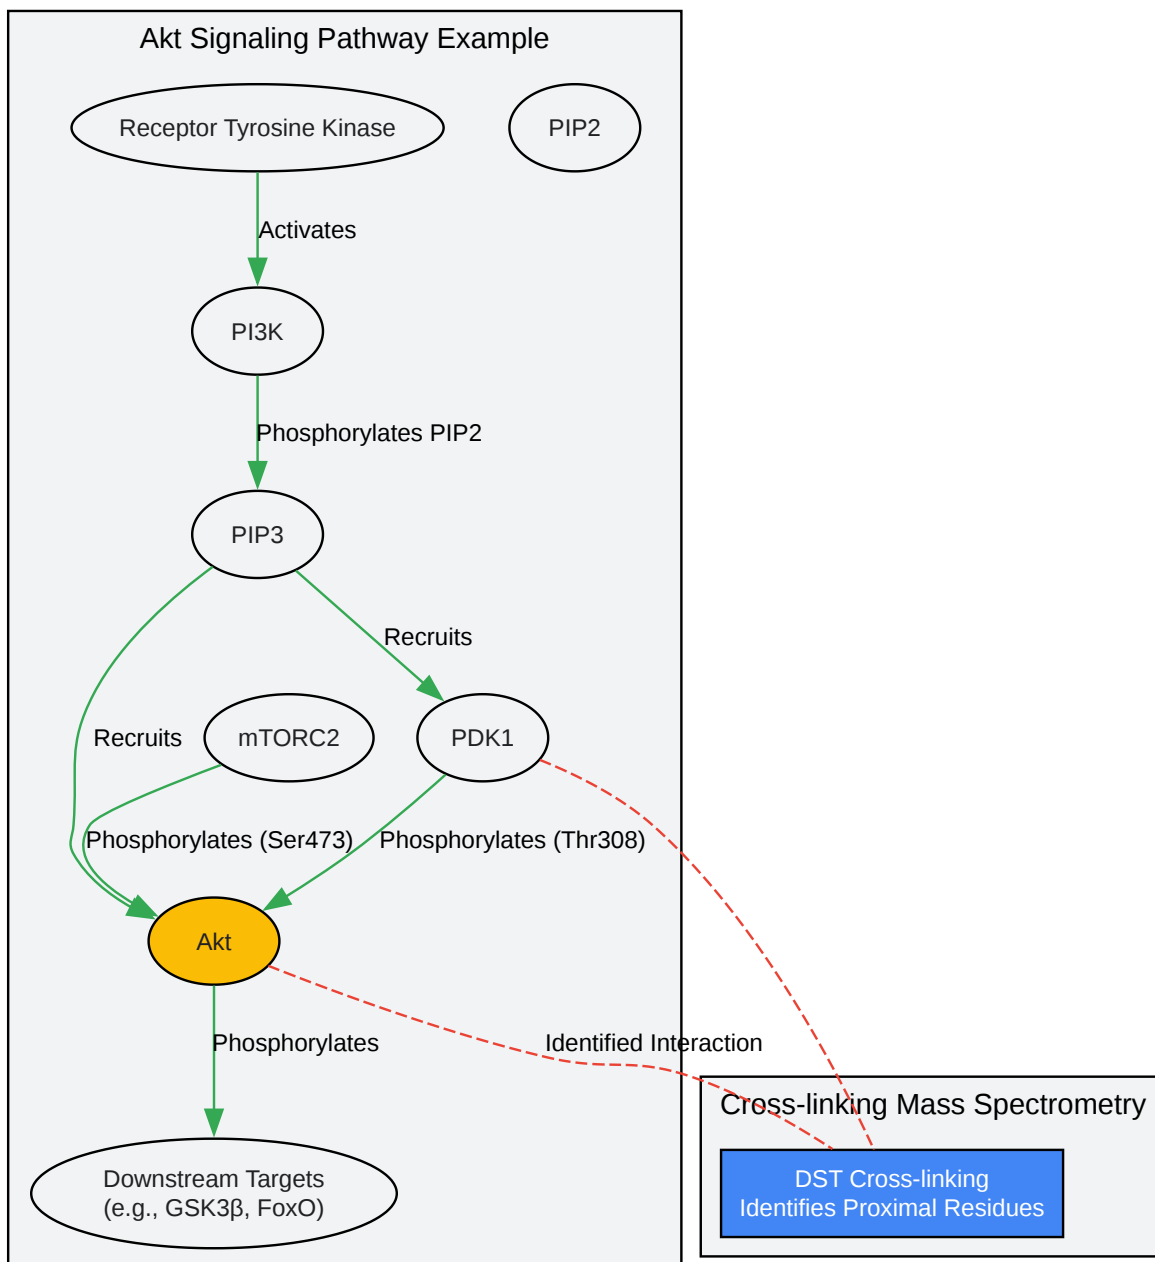 Akt Signaling Pathway Example
Receptor Tyrosine Kinase
PIP2
Activates
PI3K
Phosphorylates PIP2
PIP3
Recruits
Recruits
mTORC2
PDK1
Phosphorylates (Ser473)
Phosphorylates (Thr308)
Akt
Phosphorylates
Identified Interaction
Cross-linking Mass Spectrometry
Downstream Targets
(e.g., GSK3β, FoxO)
DST Cross-linking
Identifies Proximal Residues